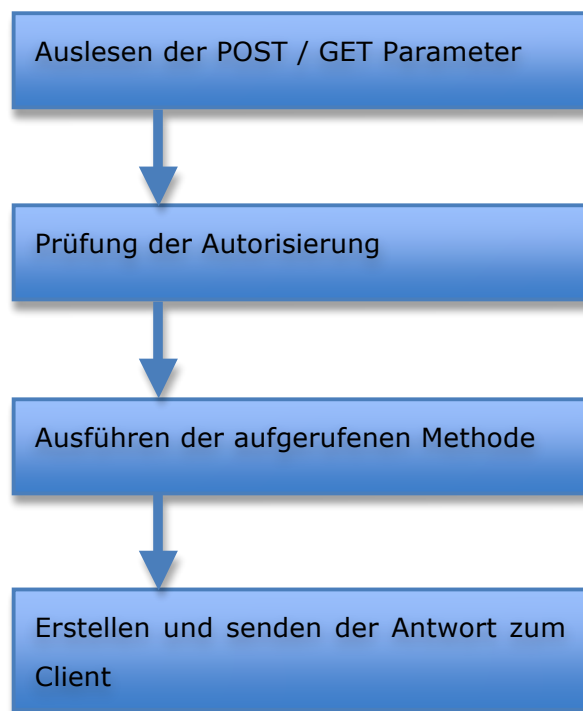 Auslesen der POST / GET Parameter
Prüfung der Autorisierung
Ausführen der aufgerufenen Methode
Erstellen und senden der Antwort zum
Client